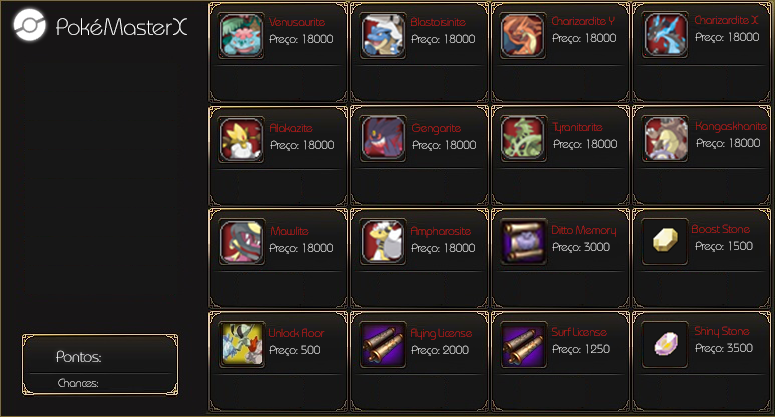 PokéMasterX
Venusaurite
Preço: 18000
Blastoisinite
Preço: 18000
Charizardite Y
Preço: 18000
Charizardite X
Preço: 18000
Alakazite
Preço: 18000
Gengarite
Preço: 18000
Tyranitarite
Preço: 18000
Kangaskhanite
Preço: 18000
Mawlite
Preço: 18000
Ampharosite
Preço: 18000
Ditto Memory
Preço: 3000
Boost Stone
Preço: 1500
Unlock Floor
Preço: 500
Flying License
Preço: 2000
Surf License
Preço: 1250
Shiny Stone
Preço: 3500
Pontos:
Chances: